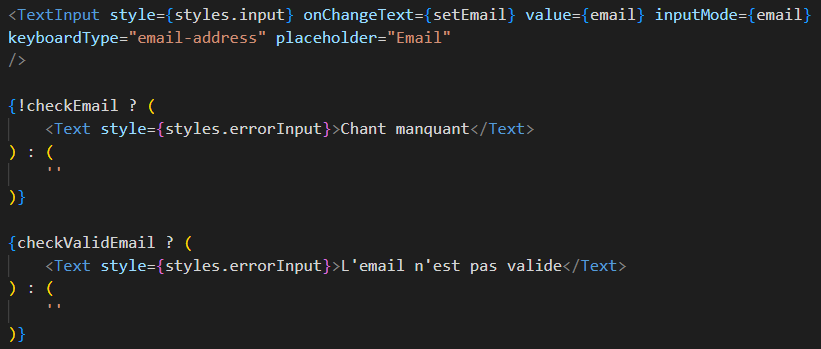 <TextInput style={styles.input} onChangeText={setEmail} value={email} inputMode={email}
keyboardType="email-address" placeholder="Email"
/>
{!checkEmail ? (
<Text style={styles.errorInput}>Chant manquant</Text>
) : (
''
)}
{checkValidEmail ? (
<Text style={styles.errorInput}>L'email n'est pas valide</Text>
) : (
''
)}